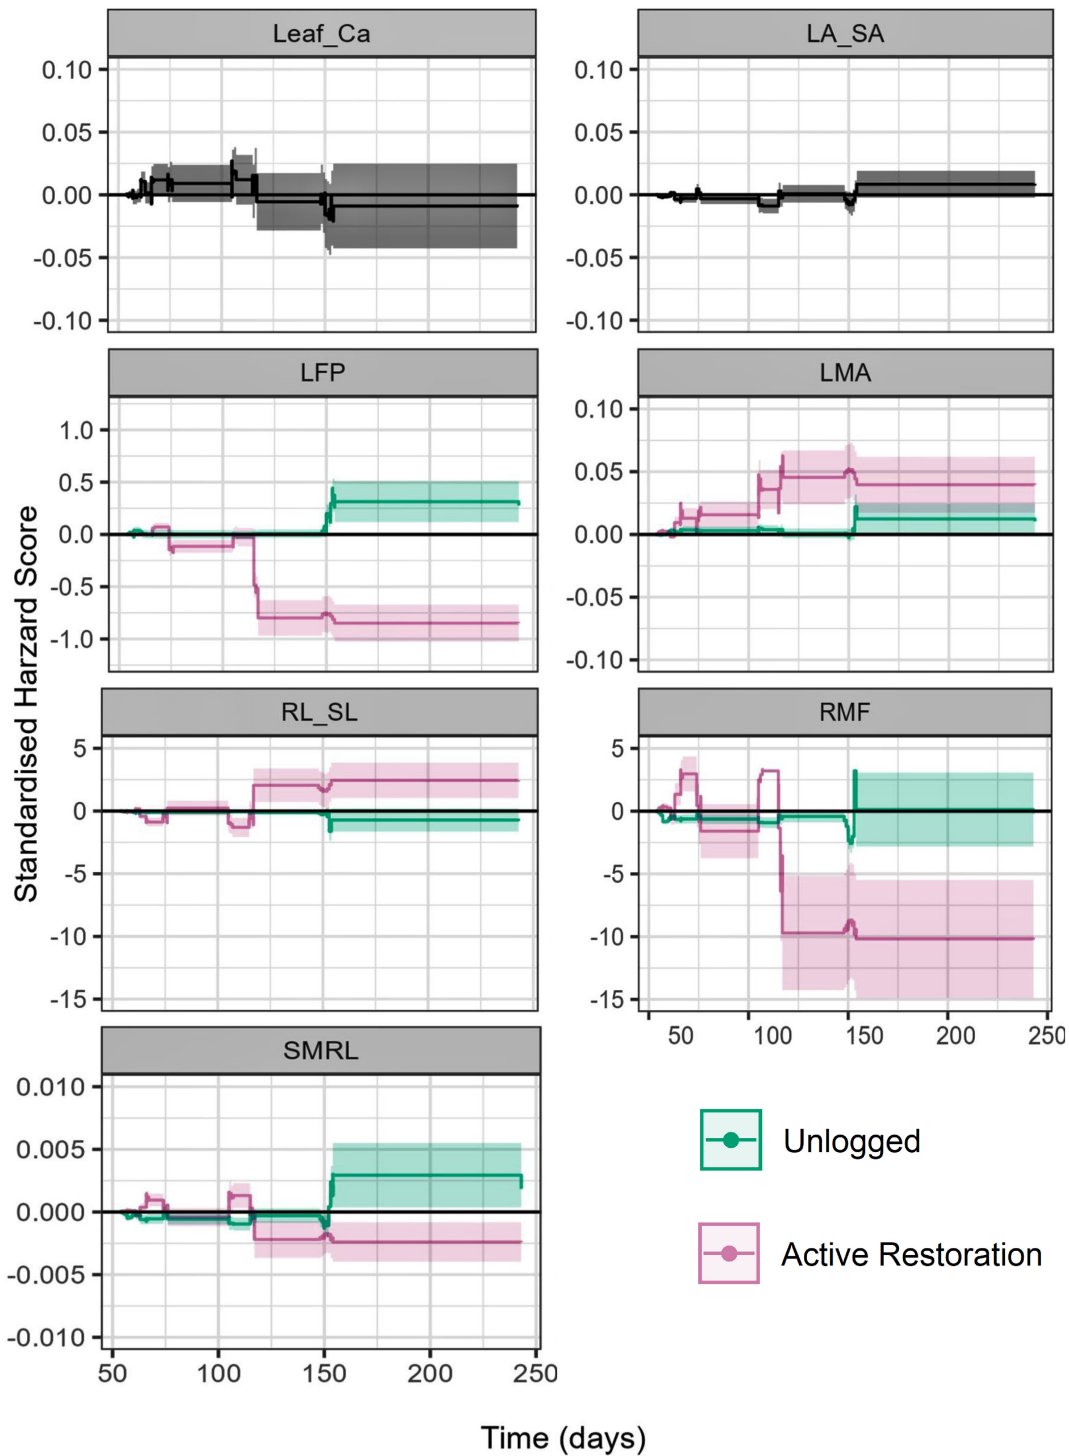 Leaf_Ca
LA_SA
0.10
0.05
0.00
-0.05
-0.10
0.10
0.05
0.00
-0.05
-0.10
LFP
LMA
1.0
0.5
0.0
-0.5
-1.0
0.10
0.05
0.00
-0.05
-0.10
Standardised Harzard Score
RL_SL
RMF
5
0
-5
-10
-15
5
0
-5
-10
-15
50 100 150 200 250
SMRL
0.010
0.005
0.000
-0.005
-0.010
50 100 150 200 250
Unlogged
Active Restoration
Time (days)